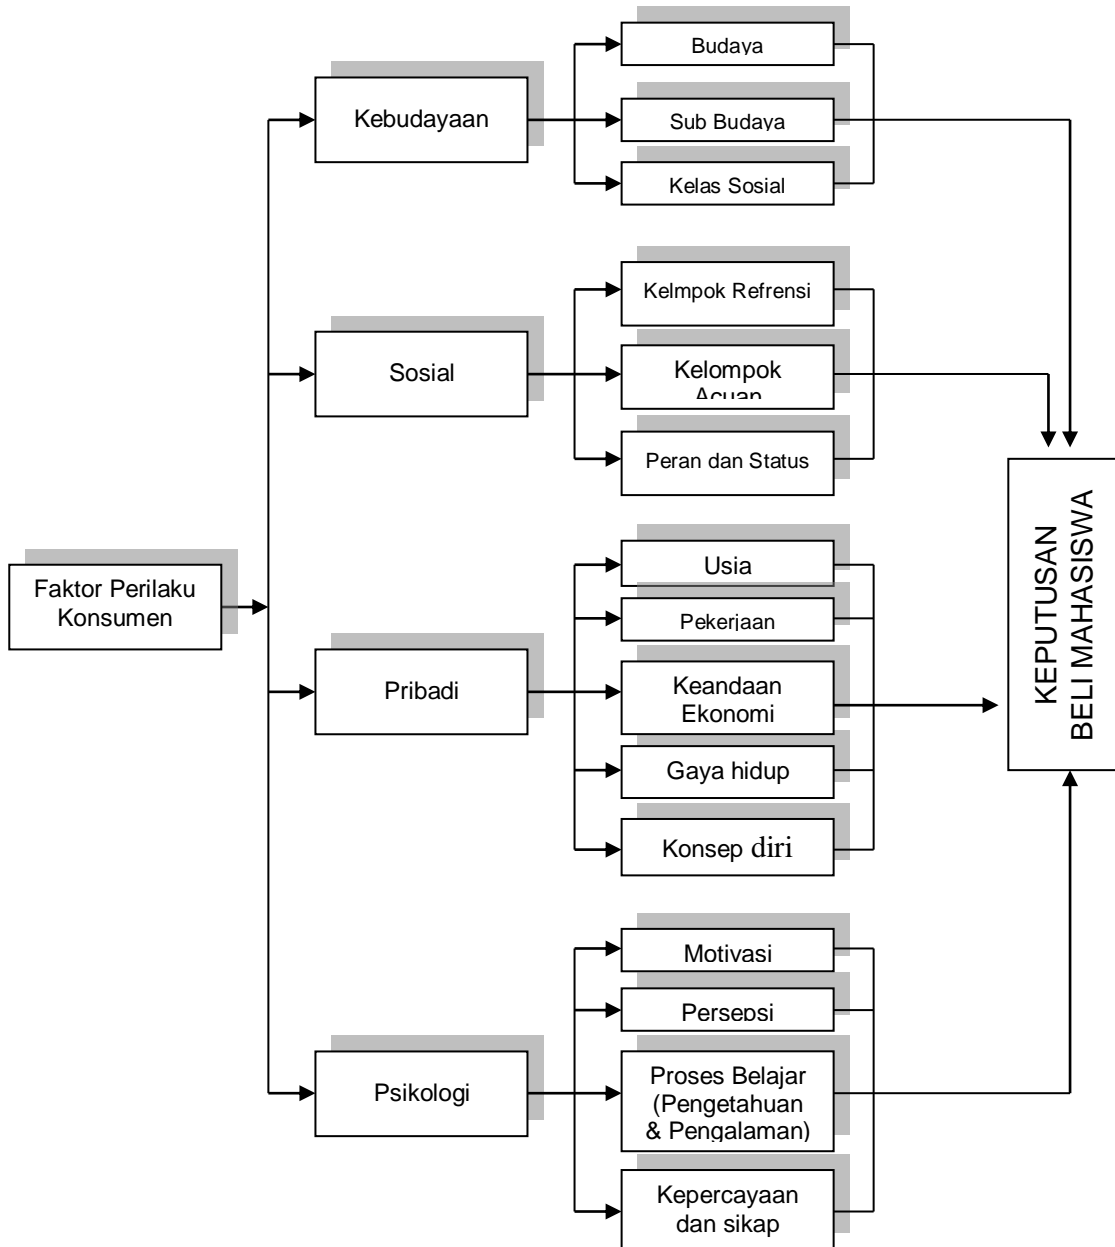 Budaya
Kebudayaan
Sub Budaya
Kelas Sosial
Kelmpok Refrensi
Sosial
Kelompok
Acuan
Peran dan Status
Faktor Perilaku
Konsumen
Usia
Pekerjaan
Pribadi
Keandaan
Ekonomi
Gaya hidup
Konsep diri
KEPUTUSAN
BELI MAHASISWA
Motivasi
Persepsi
Psikologi
Proses Belajar
(Pengetahuan
& Pengalaman)
Kepercayaan
dan sikap